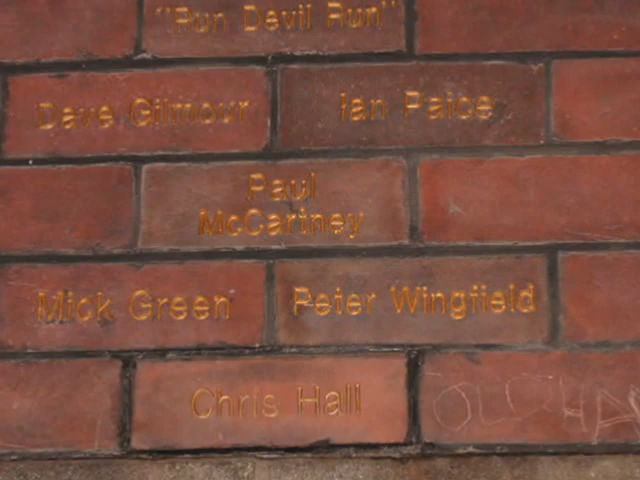 "Run Devil Run"
Dave Gilmour
Ian Paice
Paul
McCartney
Mick Green
Peter Wingfield
Chris Hall